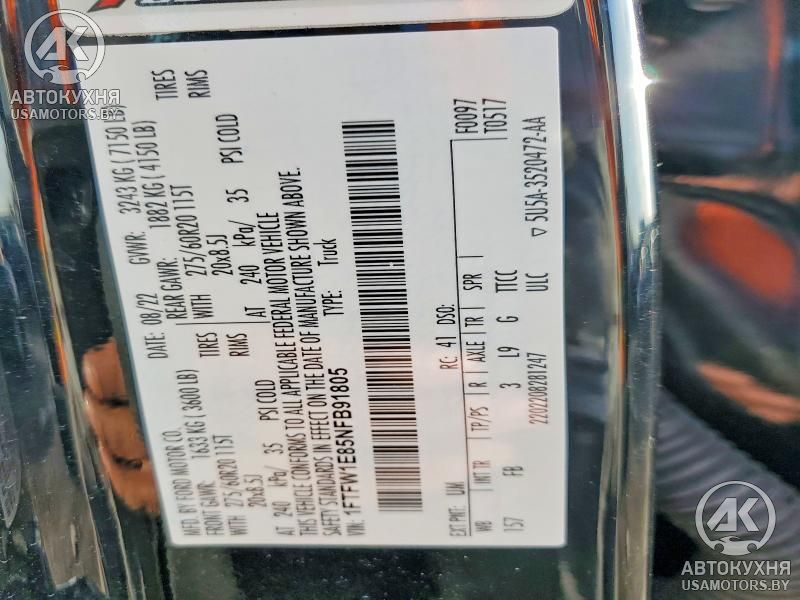 AK
АВТОКУХНЯ
USAMOTORS.BY
MFD. BY FORD MOTOR CO.
DATE: 08/22 GVWR: 3243 KG (7150
FRONT GAWR: 1633 KG (3600 LB) REAR GAWR: 1882 KG (4150 LB)
WITH 275/60R20 115T TIRES WITH 275/60R20 115T TIRES
20x8.5J RIMS 20x8.5J RIMS
AT 240 kPa/ 35 PSI COLD AT 240 kPa/ 35 PSI COLD
THIS VEHICLE CONFORMS TO ALL APPLICABLE FEDERAL MOTOR VEHICLE
SAFETY STANDARDS IN EFFECT ON THE DATE OF MANUFACTURE SHOWN ABOVE.
VIN: 1FTFW1E85NFB91805 TYPE: Truck
EXT PNT: UM RC: 41 DSO: F0097
T0517
WB INT TR TP/PS R AXLE TR SPR
157 FB 3 L9 G TTCC
2202208281247 ULC ▽ 5U5A-3520472-AA
AK
АВТОКУХНЯ
USAMOTORS.BY